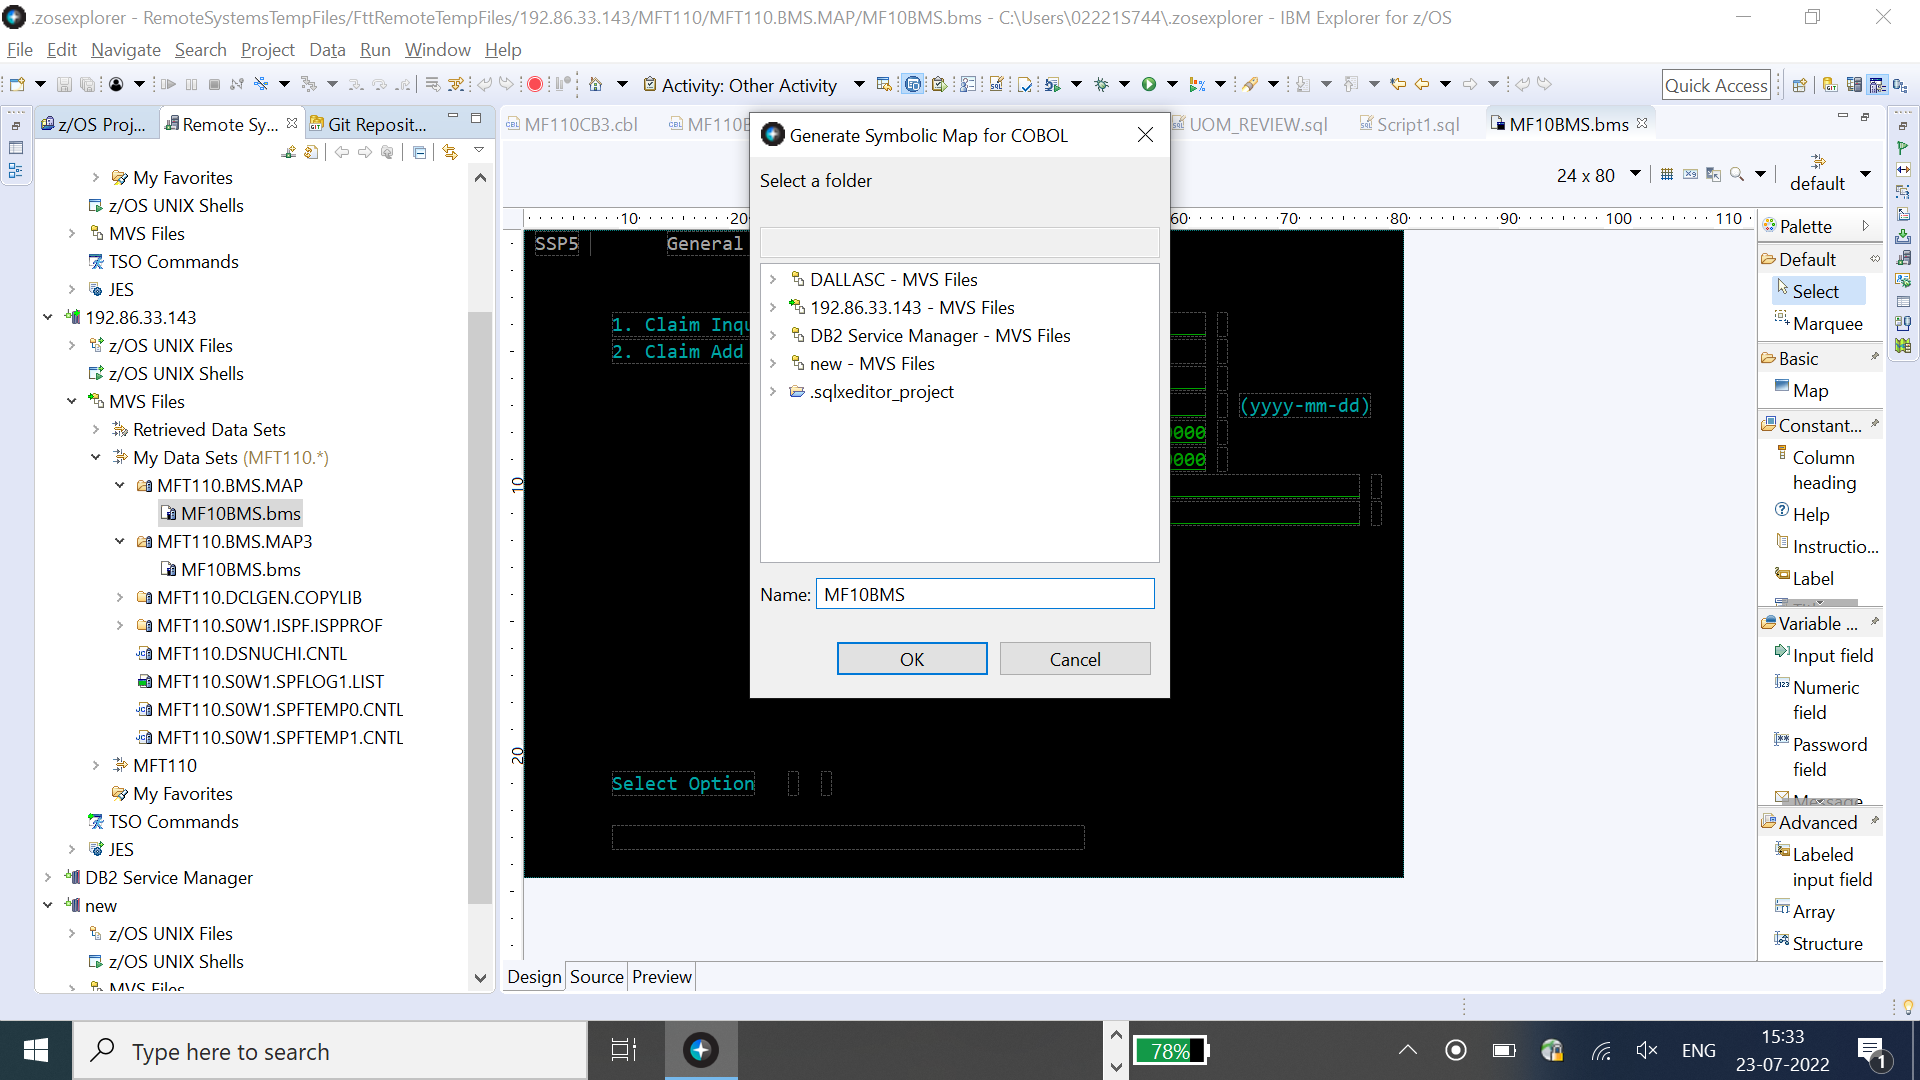 .zosexplorer - RemoteSystemsTempFiles/FttRemoteTempFiles/192.86.33.143/MFT110/MFT110.BMS.MAP/MF10BMS.bms - C:\Users\02221S744\.zosexplorer - IBM Explorer for z/OS
File Edit Navigate Search Project Data Run Window Help
Activity: Other Activity
Quick Access
z/OS Proj...
Remote Sy...
Git Reposit...
My Favorites
z/OS UNIX Shells
MVS Files
TSO Commands
JES
192.86.33.143
z/OS UNIX Files
z/OS UNIX Shells
MVS Files
Retrieved Data Sets
My Data Sets (MFT110.*)
MFT110.BMS.MAP
MF10BMS.bms
MFT110.BMS.MAP3
MF10BMS.bms
MFT110.DCLGEN.COPYLIB
MFT110.S0W1.ISPF.ISPPROF
MFT110.DSNUCHI.CNTL
MFT110.S0W1.SPFLOG1.LIST
MFT110.S0W1.SPFTEMP0.CNTL
MFT110.S0W1.SPFTEMP1.CNTL
MFT110
My Favorites
TSO Commands
JES
DB2 Service Manager
new
z/OS UNIX Files
z/OS UNIX Shells
MVS Files
MF110CB3.cbl
MF110B
UOM_REVIEW.sql
Script1.sql
MF10BMS.bms
24 x 80
default
10 20 60 70 80 90 100 110
10
20
SSP5
General
1. Claim Inqu
2. Claim Add
(yyyy-mm-dd)
0000
0000
Select Option
Generate Symbolic Map for COBOL
Select a folder
DALLASC - MVS Files
192.86.33.143 - MVS Files
DB2 Service Manager - MVS Files
new - MVS Files
.sqlxeditor_project
Name: MF10BMS
OK
Cancel
Design
Source
Preview
Palette
Default
Select
Marquee
Basic
Map
Constant...
Column
heading
Help
Instructio...
Label
Variable ...
Input field
Numeric
field
Password
field
Message
Advanced
Labeled
input field
Array
Structure
Type here to search
78%
ENG
15:33
23-07-2022
1